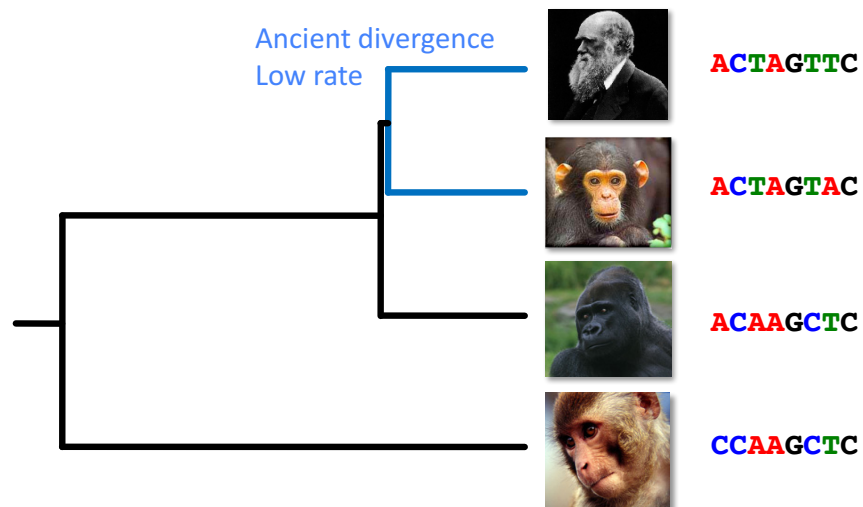 Ancient divergence
Low rate
ACTAGTTC
ACTAGTAC
ACAAGCTC
CCAAGCTC